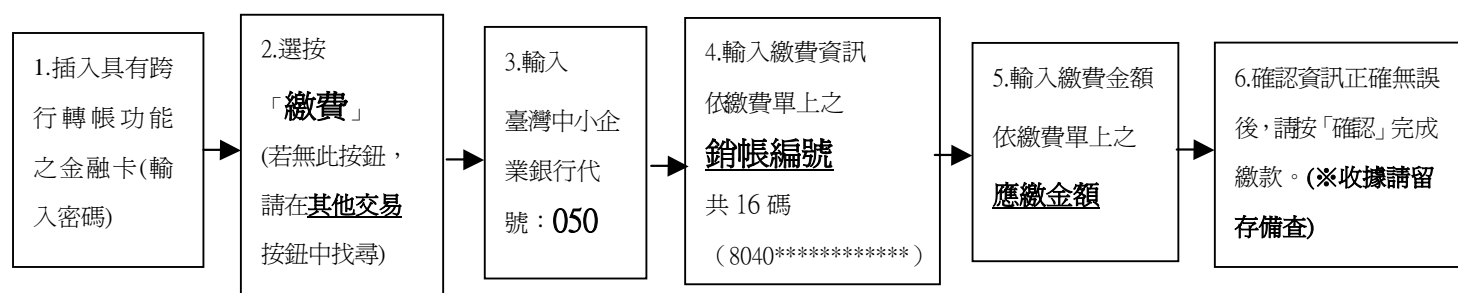 1.插入具有跨
行轉帳功能
之金融卡(輸
入密碼)
2.選按
「繳費」
(若無此按鈕，
請在其他交易
按鈕中找尋)
3.輸入
臺灣中小企
業銀行代
號：050
4.輸入繳費資訊
依繳費單上之
銷帳編號
共 16 碼
（8040************）
5.輸入繳費金額
依繳費單上之
應繳金額
6.確認資訊正確無誤
後，請按「確認」完成
繳款。(※收據請留
存備查)